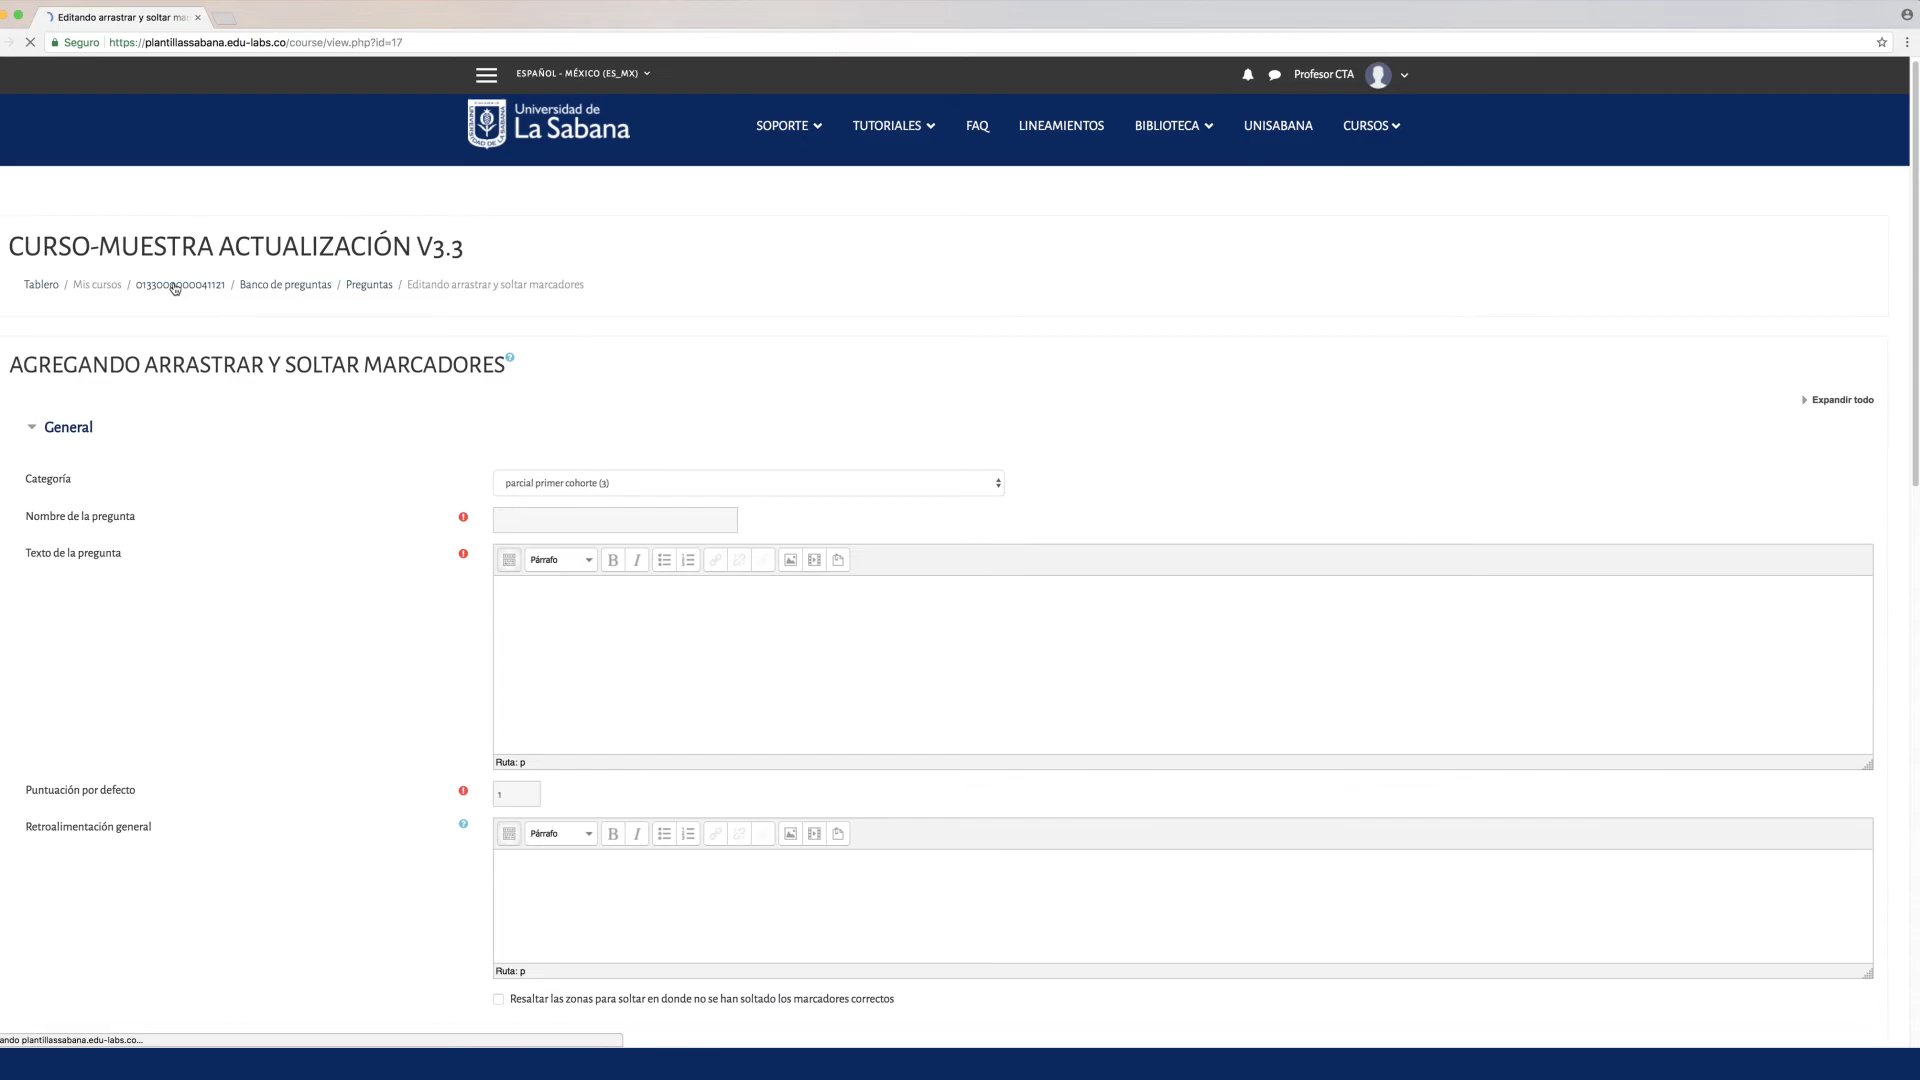 Editando arrastrar y soltar ma
Seguro https://plantillassabana.edu-labs.co/course/view.php?id=17
ESPAÑOL - MÉXICO (ES_MX)
Profesor CTA
Universidad de
La Sabana
SOPORTE TUTORIALES FAQ LINEAMIENTOS BIBLIOTECA UNISABANA CURSOS
CURSO-MUESTRA ACTUALIZACIÓN V3.3
Tablero / Mis cursos / / Banco de preguntas / Preguntas / Editando arrastrar y soltar marcadores
AGREGANDO ARRASTRAR Y SOLTAR MARCADORES
Expandir todo
General
Categoría
parcial primer cohorte (3)
Nombre de la pregunta
Texto de la pregunta
Párrafo B I
Ruta: p
Puntuación por defecto
1
Retroalimentación general
Párrafo B I
Ruta: p
Resaltar las zonas para soltar en donde no se han soltado los marcadores correctos
ando plantillassabana.edu-labs.co...